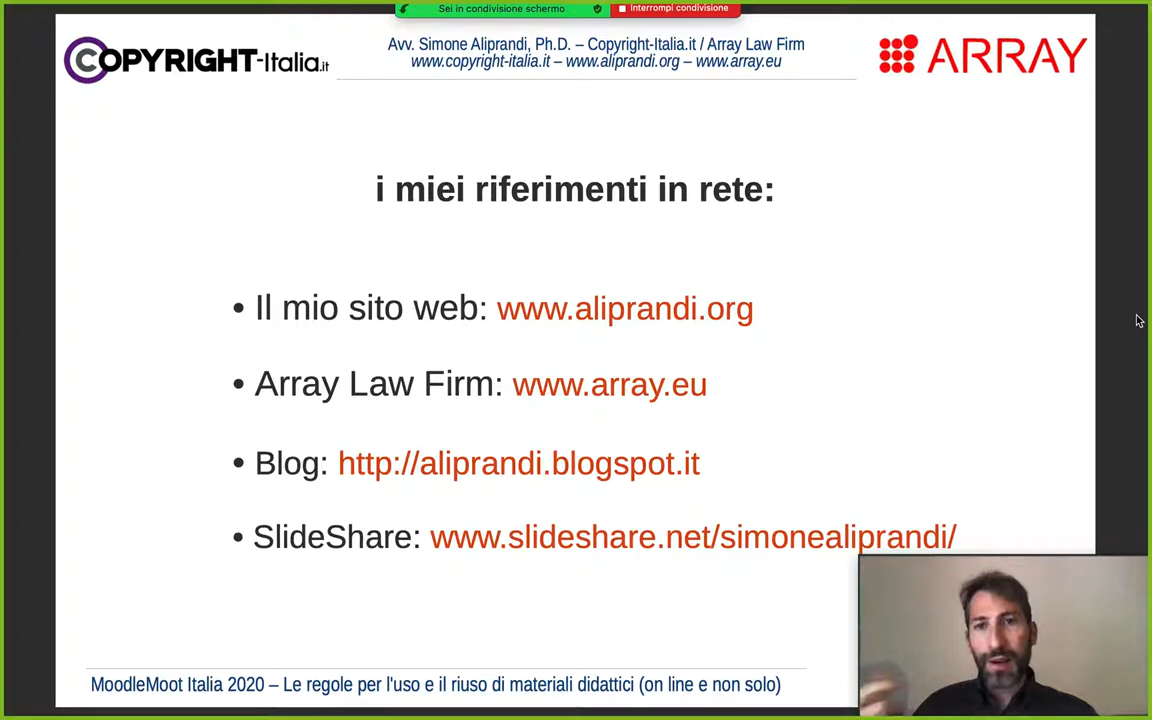 Sei in condivisione schermo
Interrompi condivisione
COPYRIGHT-Italia.it
Avv. Simone Aliprandi, Ph.D. – Copyright-Italia.it / Array Law Firm
www.copyright-italia.it – www.aliprandi.org – www.array.eu
ARRAY
i miei riferimenti in rete:
• Il mio sito web: www.aliprandi.org
• Array Law Firm: www.array.eu
• Blog: http://aliprandi.blogspot.it
• SlideShare: www.slideshare.net/simonealiprandi/
MoodleMoot Italia 2020 – Le regole per l'uso e il riuso di materiali didattici (on line e non solo)